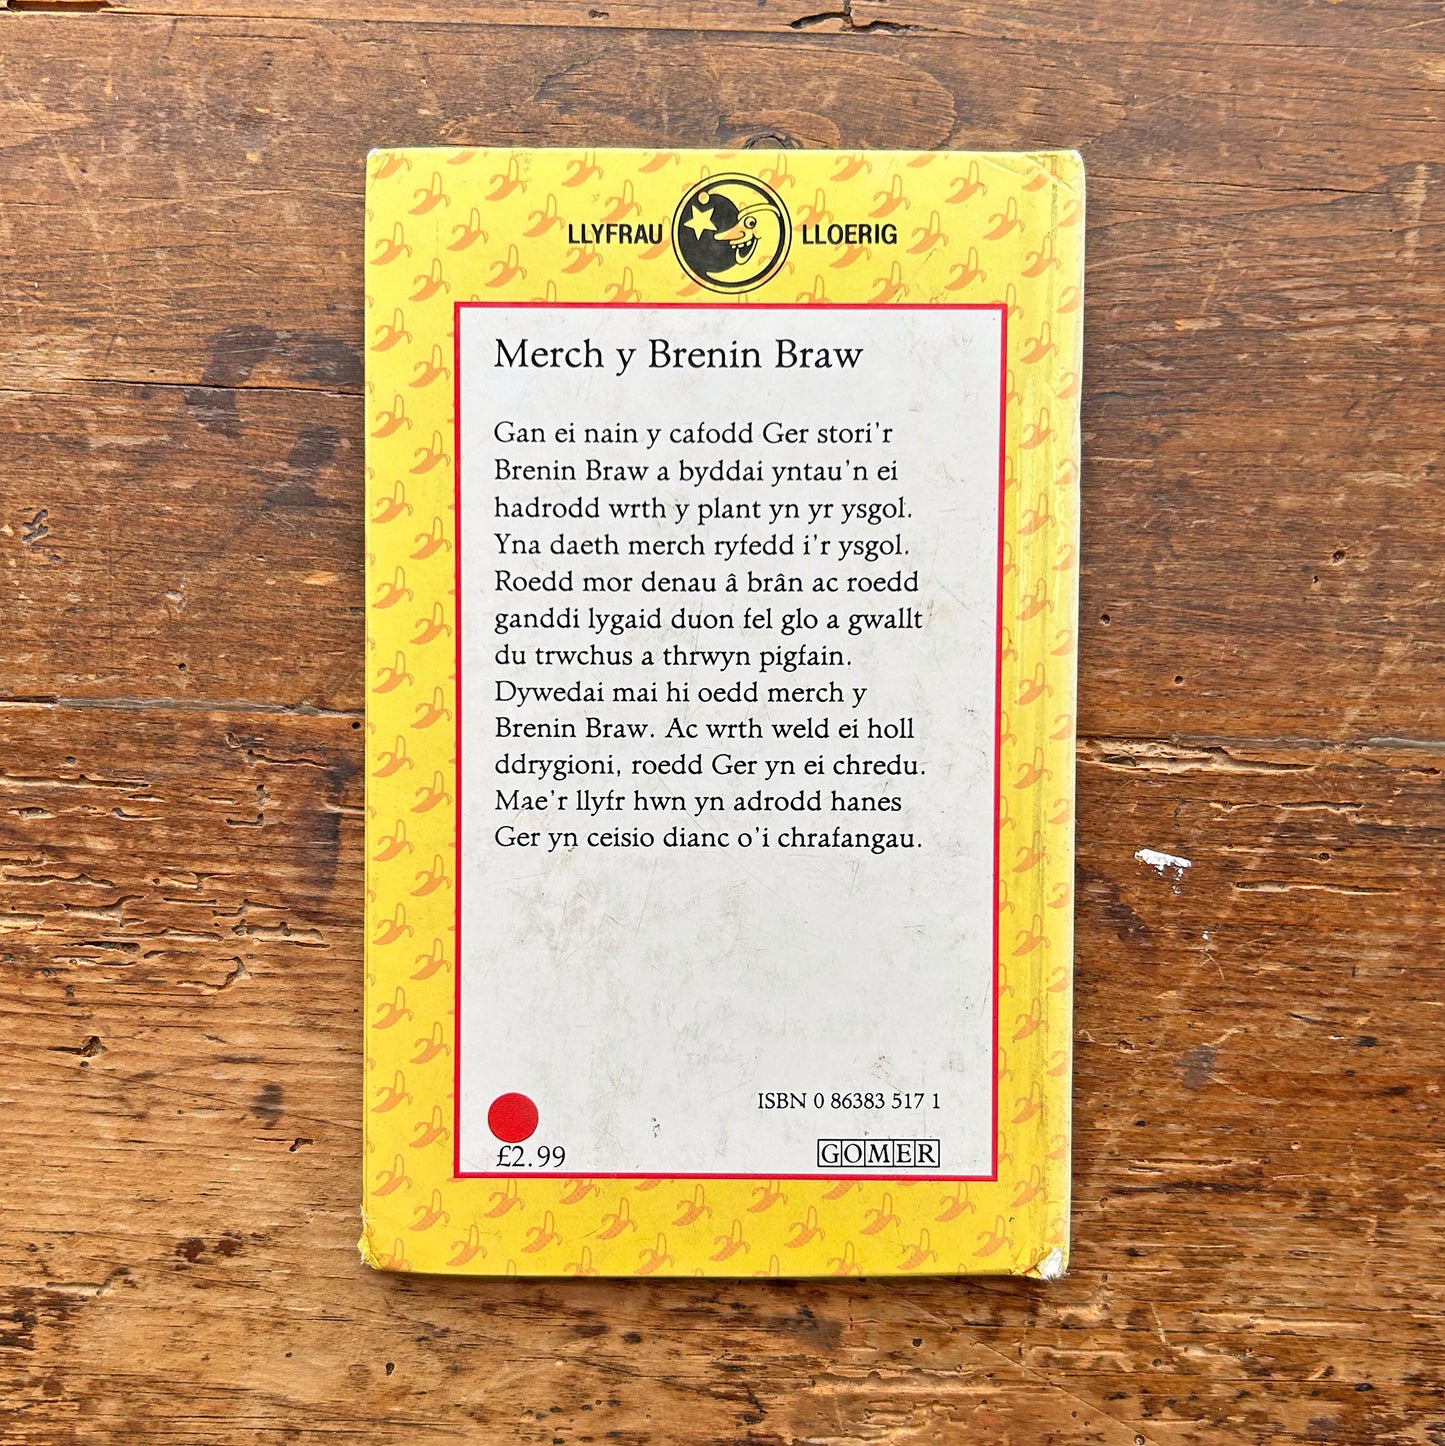 LLYFRAU LLOERIG
Merch y Brenin Braw
Gan ei nain y cafodd Ger stori'r
Brenin Braw a byddai yntau'n ei
hadrodd wrth y plant yn yr ysgol.
Yna daeth merch ryfedd i'r ysgol.
Roedd mor denau â brân ac roedd
ganddi lygaid duon fel glo a gwallt
du trwchus a thrwyn pigfain.
Dywedai mai hi oedd merch y
Brenin Braw. Ac wrth weld ei holl
ddrygioni, roedd Ger yn ei chredu.
Mae'r llyfr hwn yn adrodd hanes
Ger yn ceisio dianc o'i chrafangau.
ISBN 0 86383 517 1
£2.99 GOMER